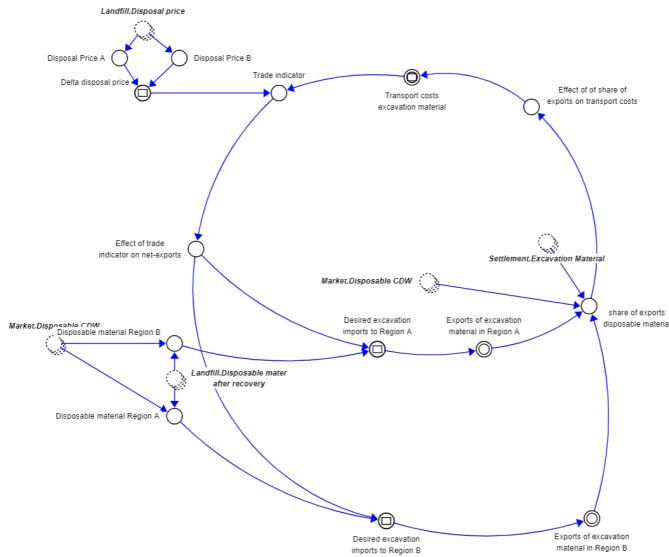 Landfill.Disposal price
Disposal Price A
Disposal Price B
Delta disposal price
Trade indicator
Transport costs
excavation material
Effect of of share of
exports on transport costs
Effect of trade
indicator on net-exports
Settlement.Excavation Material
Market.Disposable CDW
share of exports
disposable materia
Desired excavation
imports to Region A
Exports of excavation
material in Region A
Market.Disposable CDW
Disposable material Region B
Landfill.Disposable mater
after recovery
Disposable material Region A
Desired excavation
imports to Region B
Exports of excavation
material in Region B